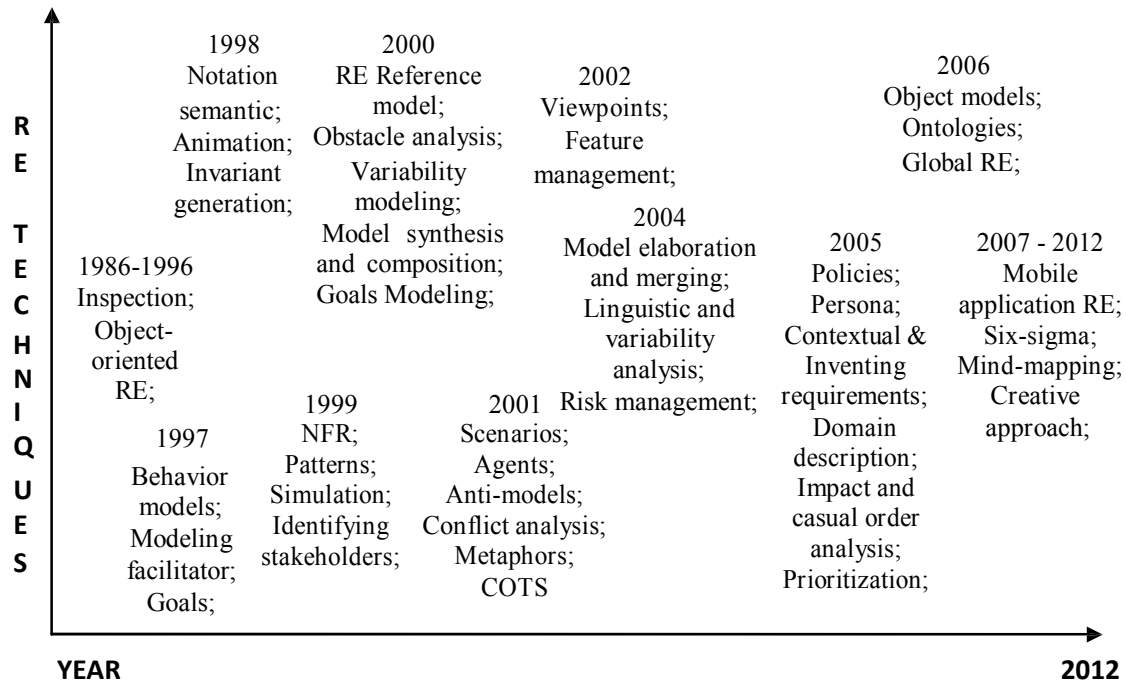 RE TECHNIQUES
1998
Notation
semantic;
Animation;
Invariant
generation;
2000
RE Reference
model;
Obstacle analysis;
Variability
modeling;
Model synthesis
and composition;
Goals Modeling;
2002
Viewpoints;
Feature
management;
2006
Object models;
Ontologies;
Global RE;
1986-1996
Inspection;
Object-
oriented
RE;
2004
Model elaboration
and merging;
Linguistic and
variability
analysis;
Risk management;
2005
Policies;
Persona;
Contextual &
Inventing
requirements;
Domain
description;
Impact and
casual order
analysis;
Prioritization;
2007 - 2012
Mobile
application RE;
Six-sigma;
Mind-mapping;
Creative
approach;
1997
Behavior
models;
Modeling
facilitator;
Goals;
1999
NFR;
Patterns;
Simulation;
Identifying
stakeholders;
2001
Scenarios;
Agents;
Anti-models;
Conflict analysis;
Metaphors;
COTS
YEAR
2012